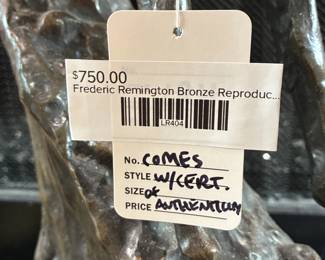 $750.00
Frederic Remington Bronze Reproduc...
LR404
No. COMES
STYLE W/CERT.
SIZE OF
PRICE AUTHENTICITY